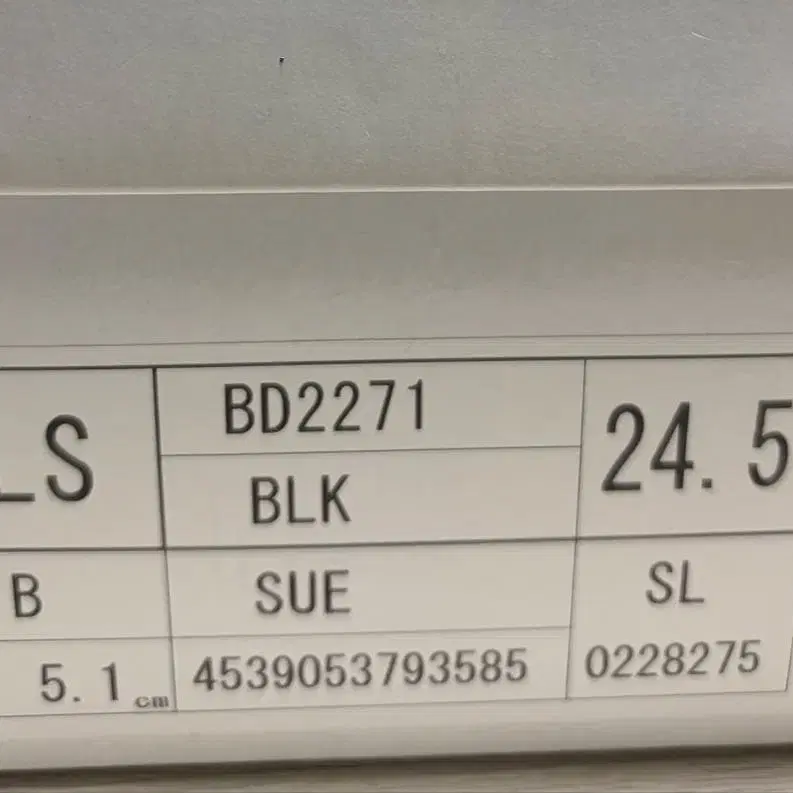 LS BD2271 24.5
BLK
B SUE SL
5.1cm 4539053793585 0228275